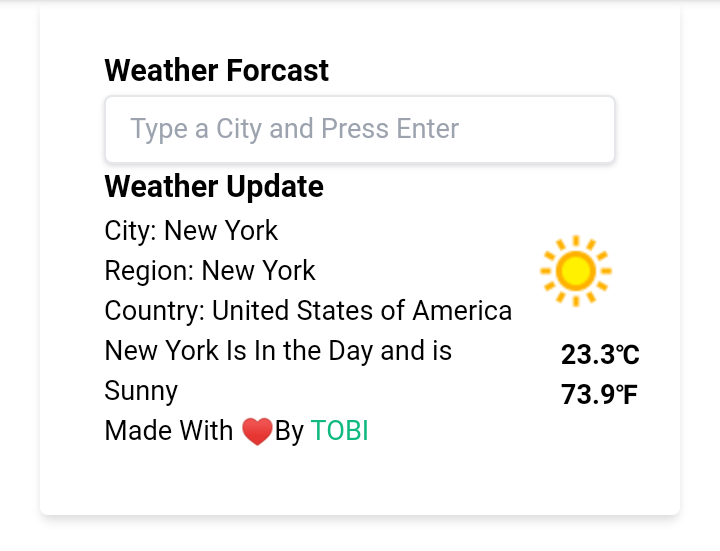 Weather Forcast
Type a City and Press Enter
Weather Update
City: New York
Region: New York
Country: United States of America
New York Is In the Day and is
Sunny
23.3℃
73.9℉
Made With ❤️By TOBI